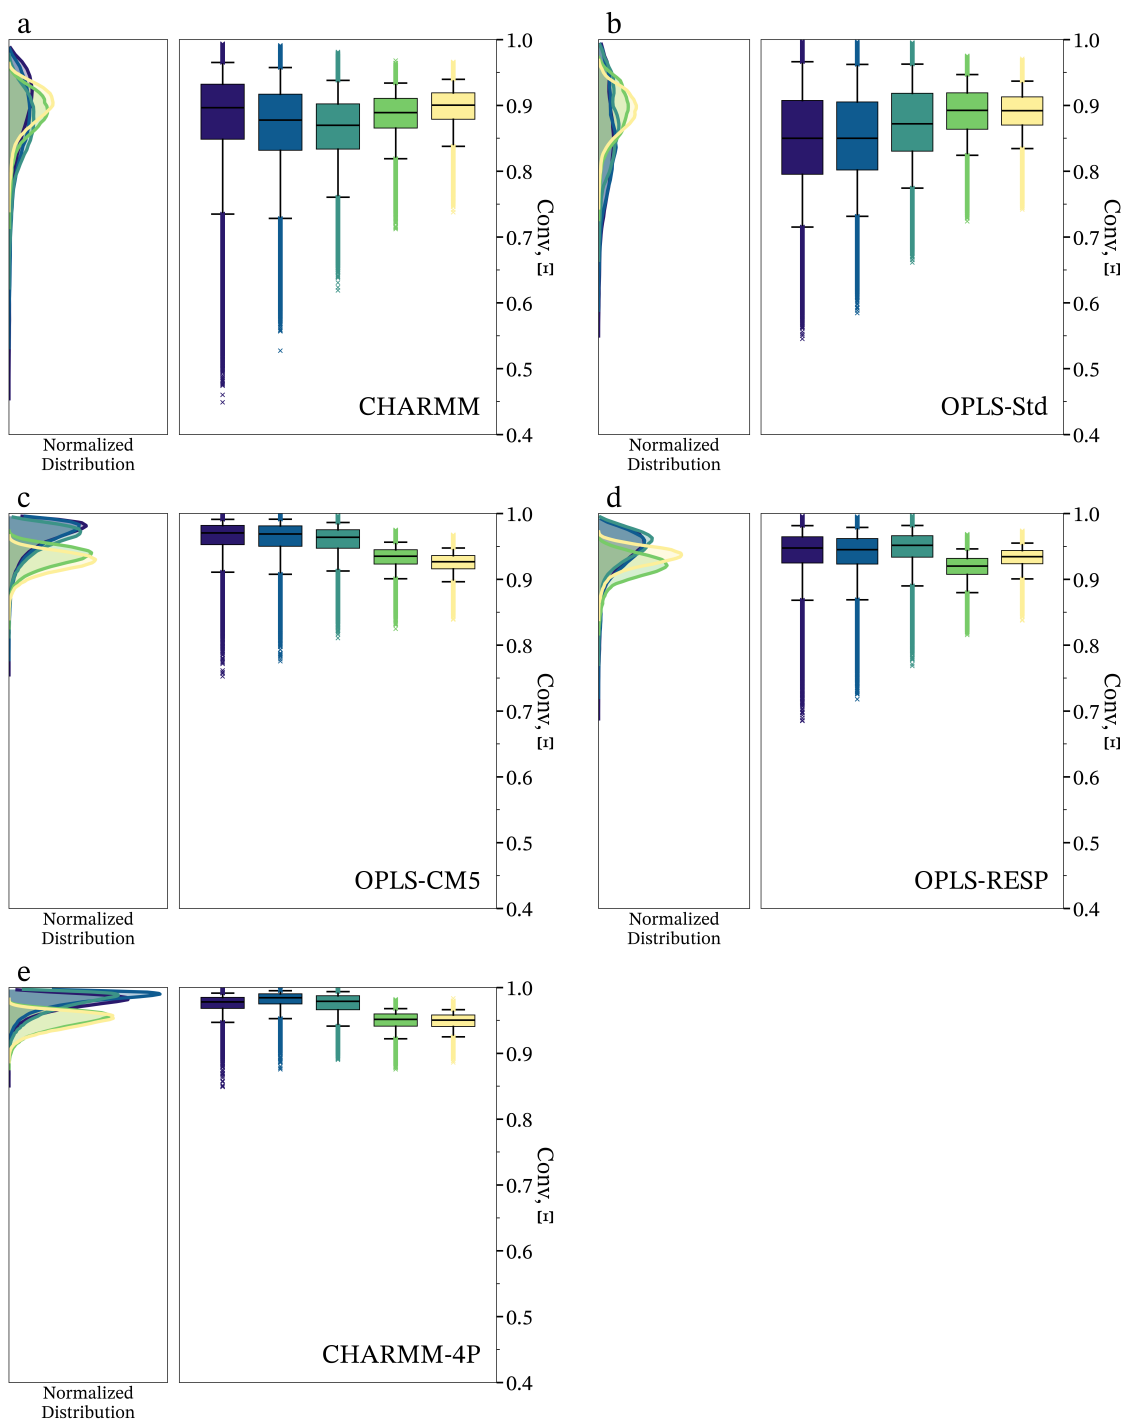 a
1.0
0.9
0.8
0.7
0.6
0.5
0.4
Conv, Ξ
CHARMM
Normalized
Distribution
b
1.0
0.9
0.8
0.7
0.6
0.5
0.4
Conv, Ξ
OPLS-Std
Normalized
Distribution
c
1.0
0.9
0.8
0.7
0.6
0.5
0.4
Conv, Ξ
OPLS-CM5
Normalized
Distribution
d
1.0
0.9
0.8
0.7
0.6
0.5
0.4
Conv, Ξ
OPLS-RESP
Normalized
Distribution
e
1.0
0.9
0.8
0.7
0.6
0.5
0.4
Conv, Ξ
CHARMM-4P
Normalized
Distribution